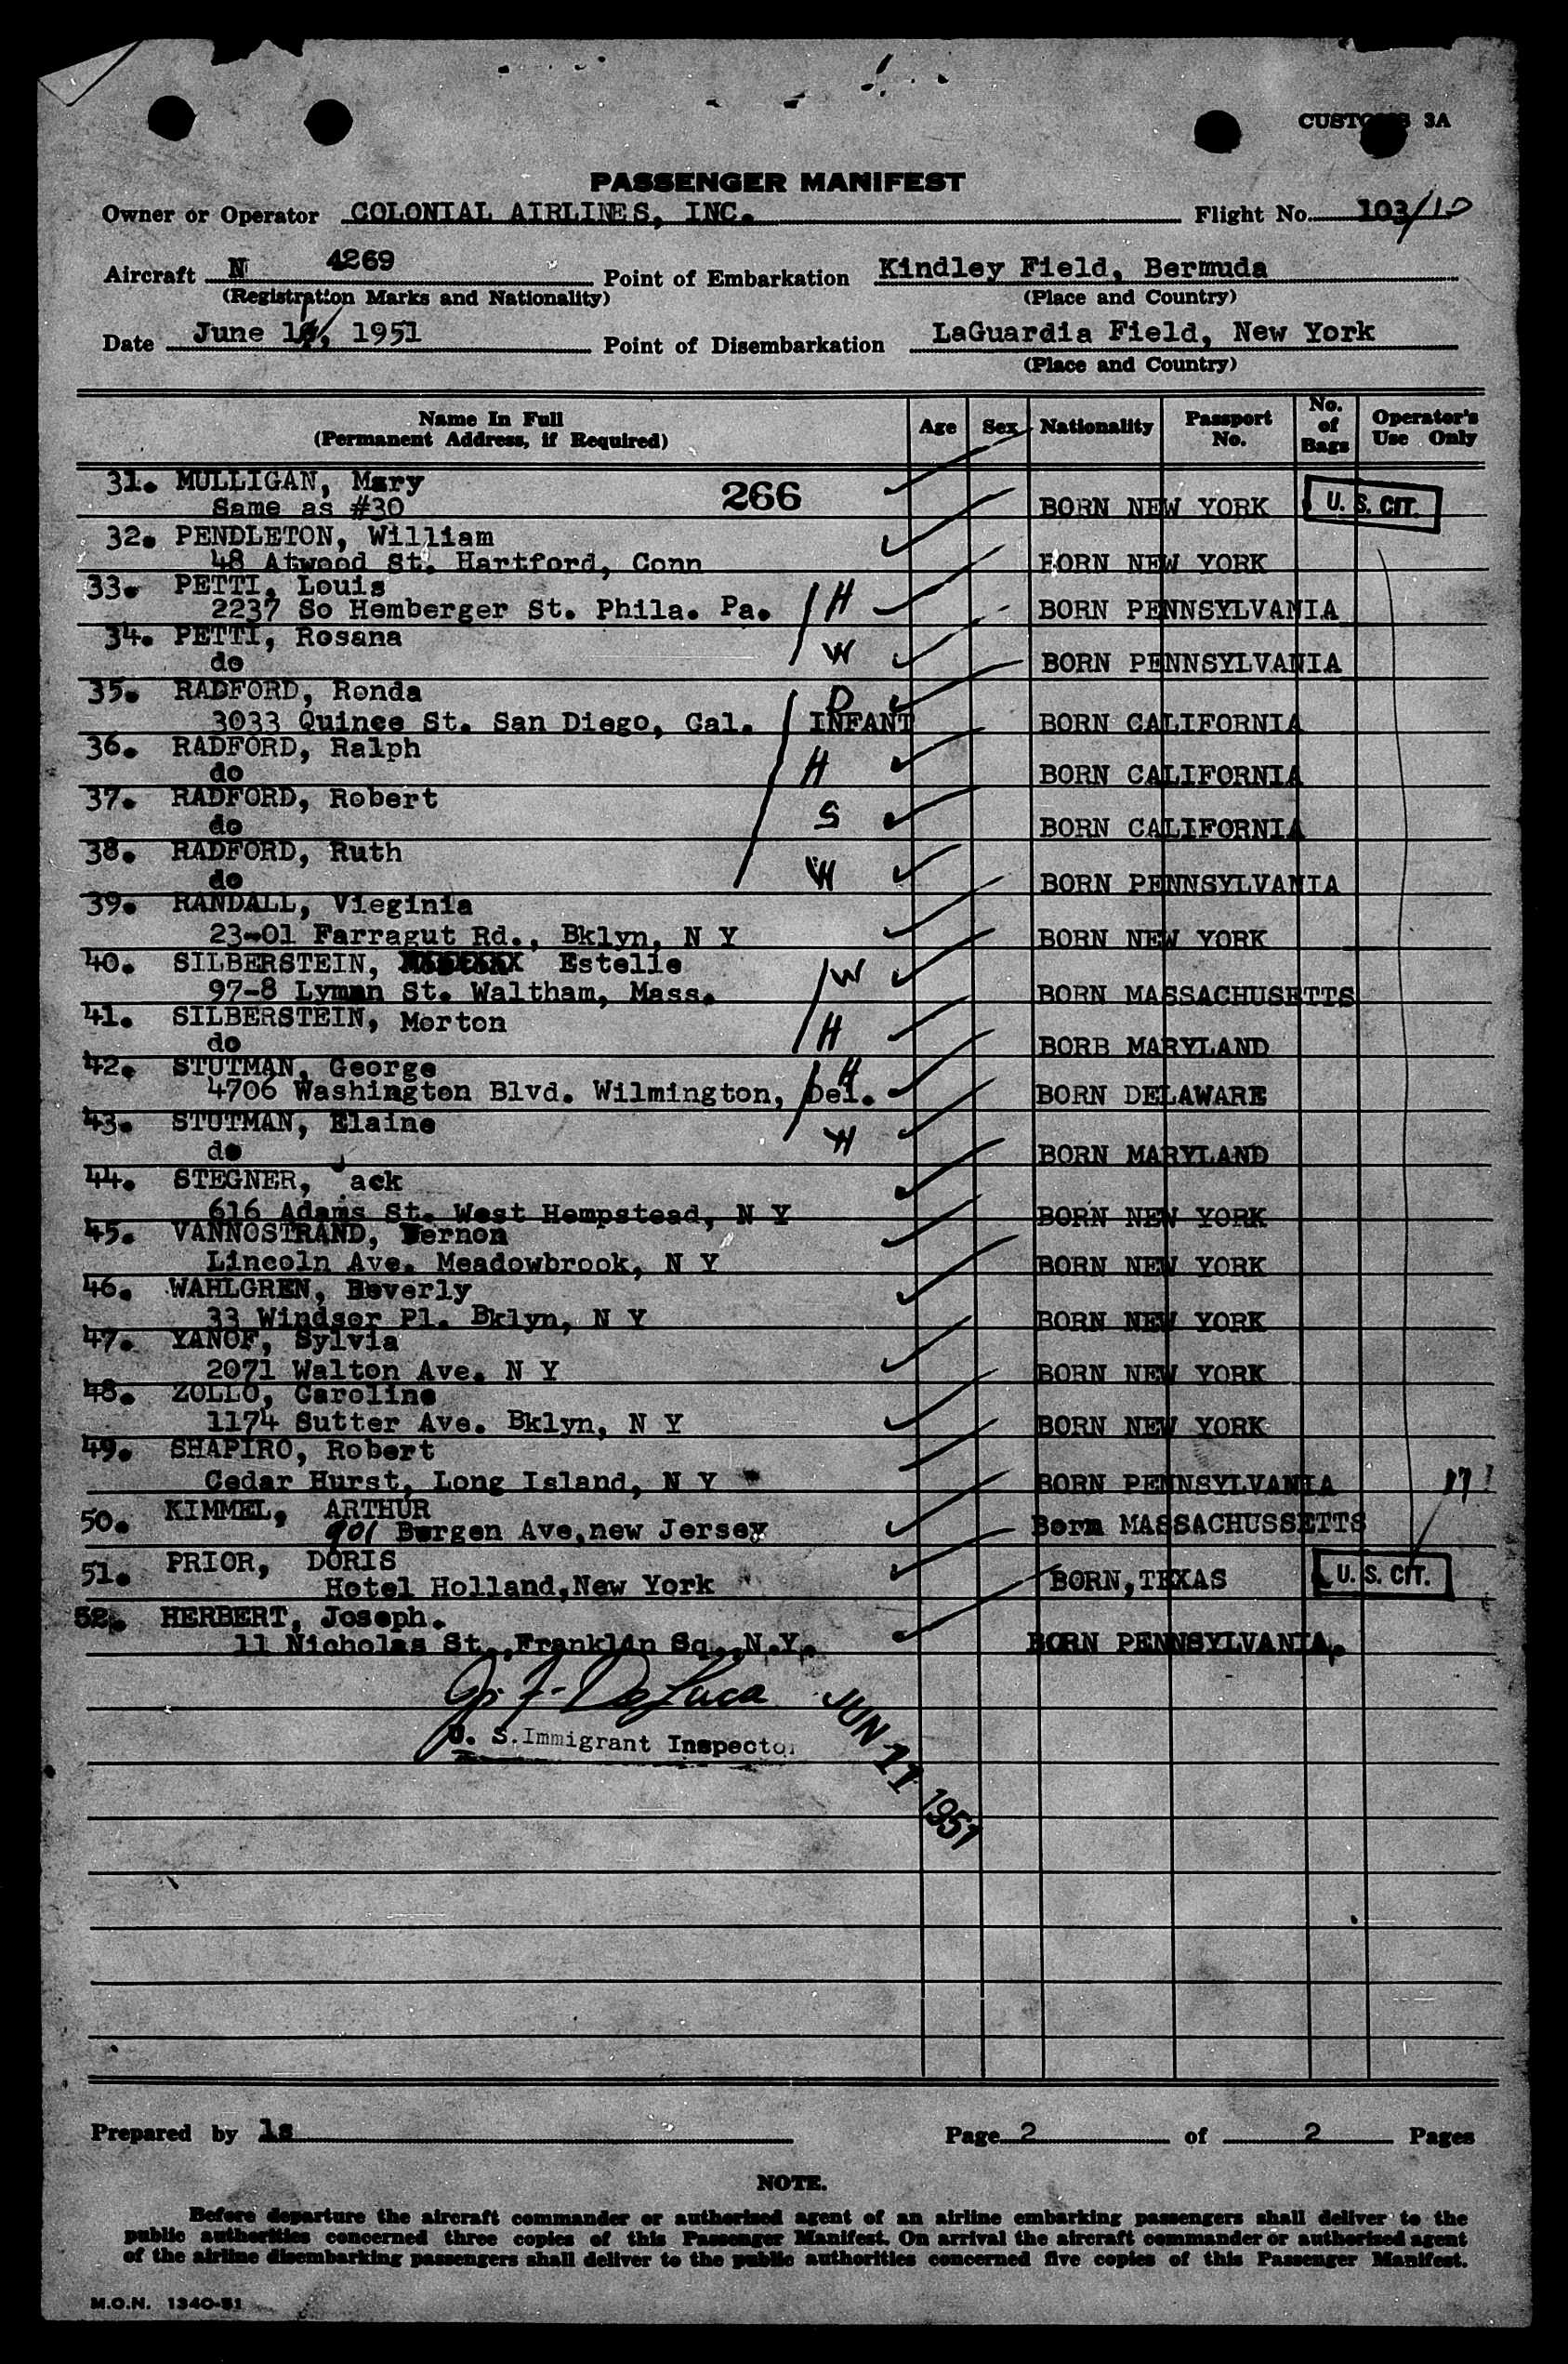 CUSTOMS 3A
PASSENGER MANIFEST
Owner or Operator COLONIAL AIRLINES, INC. Flight No. 103/10
Aircraft N 4269 Point of Embarkation Kindley Field, Bermuda
(Registration Marks and Nationality) (Place and Country)
Date June 1 , 1951 Point of Disembarkation LaGuardia Field, New York
(Place and Country)
Name In Full Age Sex Nationality Passport No. No. of Bags Operator's Use Only
(Permanent Address, if Required)
31. MULLIGAN, Mary
Same as #30 266 BORN NEW YORK U. S. CIT.
32. PENDLETON, William
48 Atwood St. Hartford, Conn BORN NEW YORK
33. PETTI, Louis
2237 So Hemberger St. Phila. Pa. H BORN PENNSYLVANIA
34. PETTI, Rosana
do W BORN PENNSYLVANIA
35. RADFORD, Ronda D
3033 Quince St. San Diego, Cal. INFANT BORN CALIFORNIA
36. RADFORD, Ralph
do H BORN CALIFORNIA
37. RADFORD, Robert
do S BORN CALIFORNIA
38. RADFORD, Ruth
do W BORN PENNSYLVANIA
39. RANDALL, Vieginia
23-01 Farragut Rd., Bklyn, N Y BORN NEW YORK
40. SILBERSTEIN, Estelle W
97-8 Lyman St. Waltham, Mass. BORN MASSACHUSETTS
41. SILBERSTEIN, Morton
do H BORB MARYLAND
42. STUTMAN, George H
4706 Washington Blvd. Wilmington, Del. BORN DELAWARE
43. STUTMAN, Elaine
do W BORN MARYLAND
44. STEGNER, Jack
616 Adams St. West Hempstead, N Y BORN NEW YORK
45. VANNOSTRAND, Vernon
Lincoln Ave. Meadowbrook, N Y BORN NEW YORK
46. WAHLGREN, Beverly
33 Windsor Pl. Bklyn, N Y BORN NEW YORK
47. YANOF, Sylvia
2071 Walton Ave. N Y BORN NEW YORK
48. ZOLLO, Caroline
1174 Sutter Ave. Bklyn, N Y BORN NEW YORK
49. SHAPIRO, Robert
Cedar Hurst, Long Island, N Y BORN PENNSYLVANIA
50. KIMMEL, ARTHUR
901 Bergen Ave,new Jersey Born MASSACHUSSETTS
51. PRIOR, DORIS
Hotel Holland,New York BORN,TEXAS U. S. CIT.
52. HERBERT, Joseph.
11 Nicholas St.,Franklin Sq.,N.Y. BORN PENNSYLVANIA.
De Luca
U. S. Immigrant Inspector
JUN 11 1951
Prepared by ls Page 2 of 2 Pages
NOTE.
Before departure the aircraft commander or authorised agent of an airline embarking passengers shall deliver to the
public authorities concerned three copies of this Passenger Manifest. On arrival the aircraft commander or authorised agent
of the airline disembarking passengers shall deliver to the public authorities concerned five copies of this Passenger Manifest.
M.O.N. 1340-51